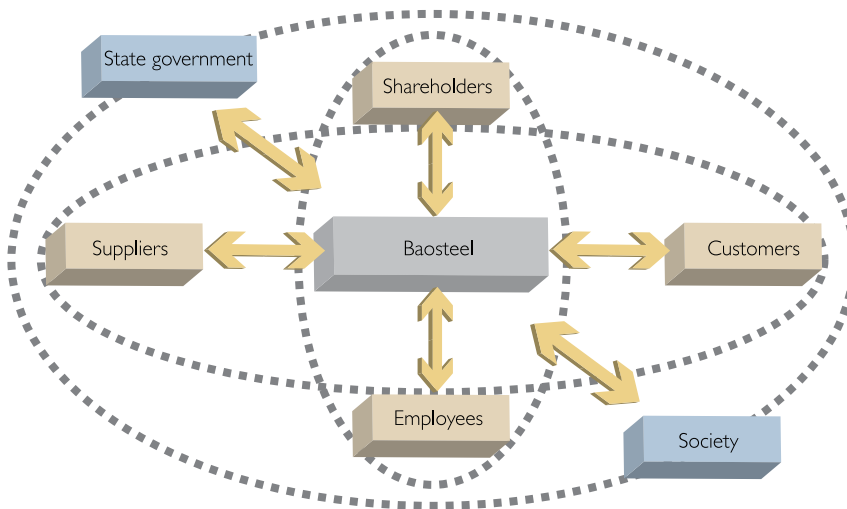 State government
Shareholders
Suppliers
Baosteel
Customers
Employees
Society